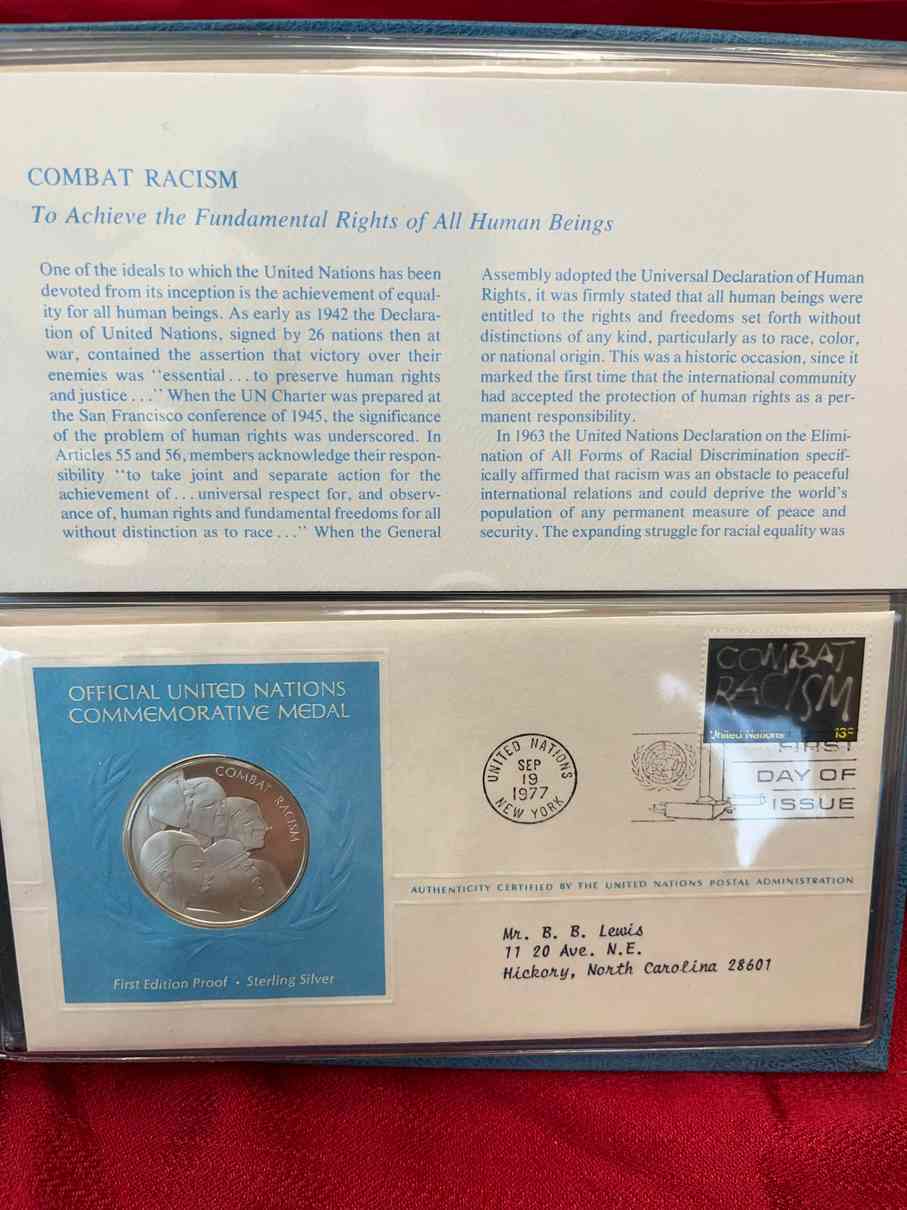 COMBAT RACISM
To Achieve the Fundamental Rights of All Human Beings
One of the ideals to which the United Nations has been
devoted from its inception is the achievement of equal-
ity for all human beings. As early as 1942 the Declara-
tion of United Nations, signed by 26 nations then at
war, contained the assertion that victory over their
enemies was "essential...to preserve human rights
and justice..." When the UN Charter was prepared at
the San Francisco conference of 1945, the significance
of the problem of human rights was underscored. In
Articles 55 and 56, members acknowledge their respon-
sibility "to take joint and separate action for the
achievement of...universal respect for, and observ-
ance of, human rights and fundamental freedoms for all
without distinction as to race..." When the General
Assembly adopted the Universal Declaration of Human
Rights, it was firmly stated that all human beings were
entitled to the rights and freedoms set forth without
distinctions of any kind, particularly as to race, color,
or national origin. This was a historic occasion, since it
marked the first time that the international community
had accepted the protection of human rights as a per-
manent responsibility.
In 1963 the United Nations Declaration on the Elimi-
nation of All Forms of Racial Discrimination specif-
ically affirmed that racism was an obstacle to peaceful
international relations and could deprive the world's
population of any permanent measure of peace and
security. The expanding struggle for racial equality was
OFFICIAL UNITED NATIONS
COMMEMORATIVE MEDAL
COMBAT RACISM
First Edition Proof • Sterling Silver
UNITED NATIONS
SEP
19
1977
NEW YORK
COMBAT
RACISM
United Nations 13c
FIRST
DAY OF
ISSUE
AUTHENTICITY CERTIFIED BY THE UNITED NATIONS POSTAL ADMINISTRATION
Mr. B. B. Lewis
11 20 Ave. N.E.
Hickory, North Carolina 28601